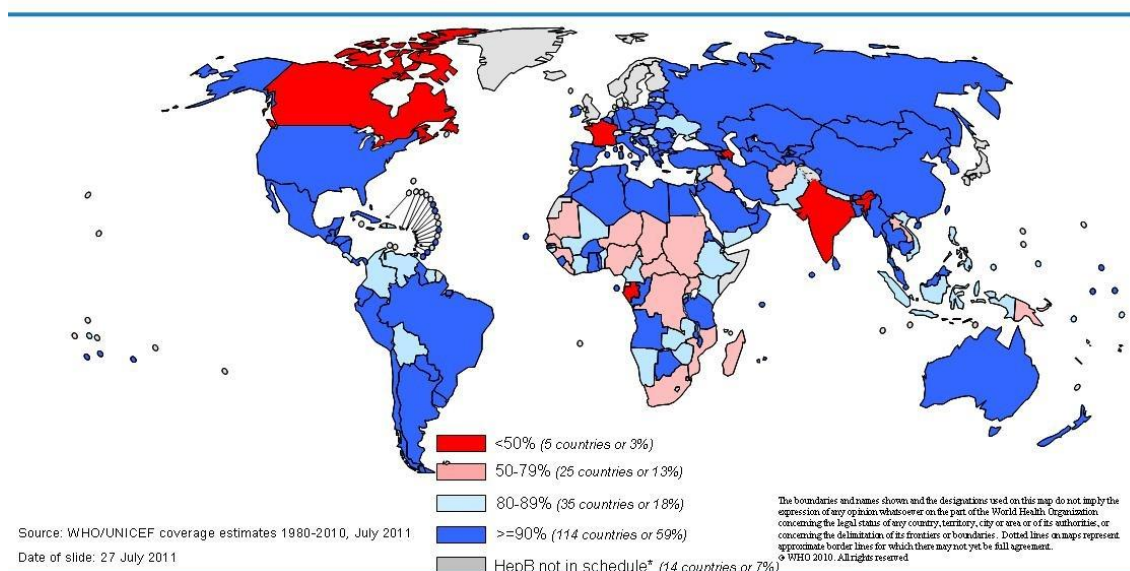 <50% (5 countries or 3%)
50-79% (25 countries or 13%)
80-89% (35 countries or 18%)
>=90% (114 countries or 59%)
HepB not in schedule* (14 countries or 7%)
Source: WHO/UNICEF coverage estimates 1980-2010, July 2011
Date of slide: 27 July 2011
The boundaries and names shown and the designations used on this map do not imply the
expression of any opinion whatsoever on the part of the World Health Organization
concerning the legal status of any country, territory, city or area or of its authorities, or
concerning the delimitation of its frontiers or boundaries. Dotted lines on maps represent
approximate border lines for which there may not yet be full agreement.
© WHO 2010. All rights reserved